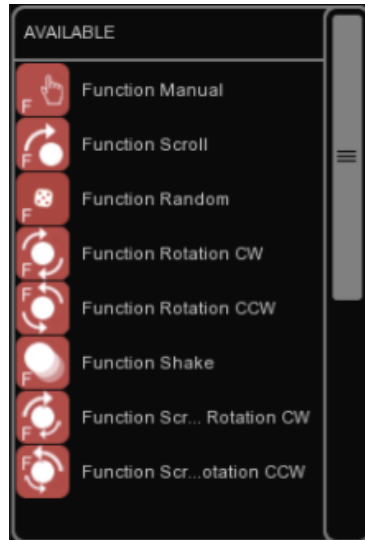 AVAILABLE
F Function Manual
F Function Scroll
F Function Random
F Function Rotation CW
F Function Rotation CCW
F Function Shake
F Function Scr... Rotation CW
F Function Scr...otation CCW